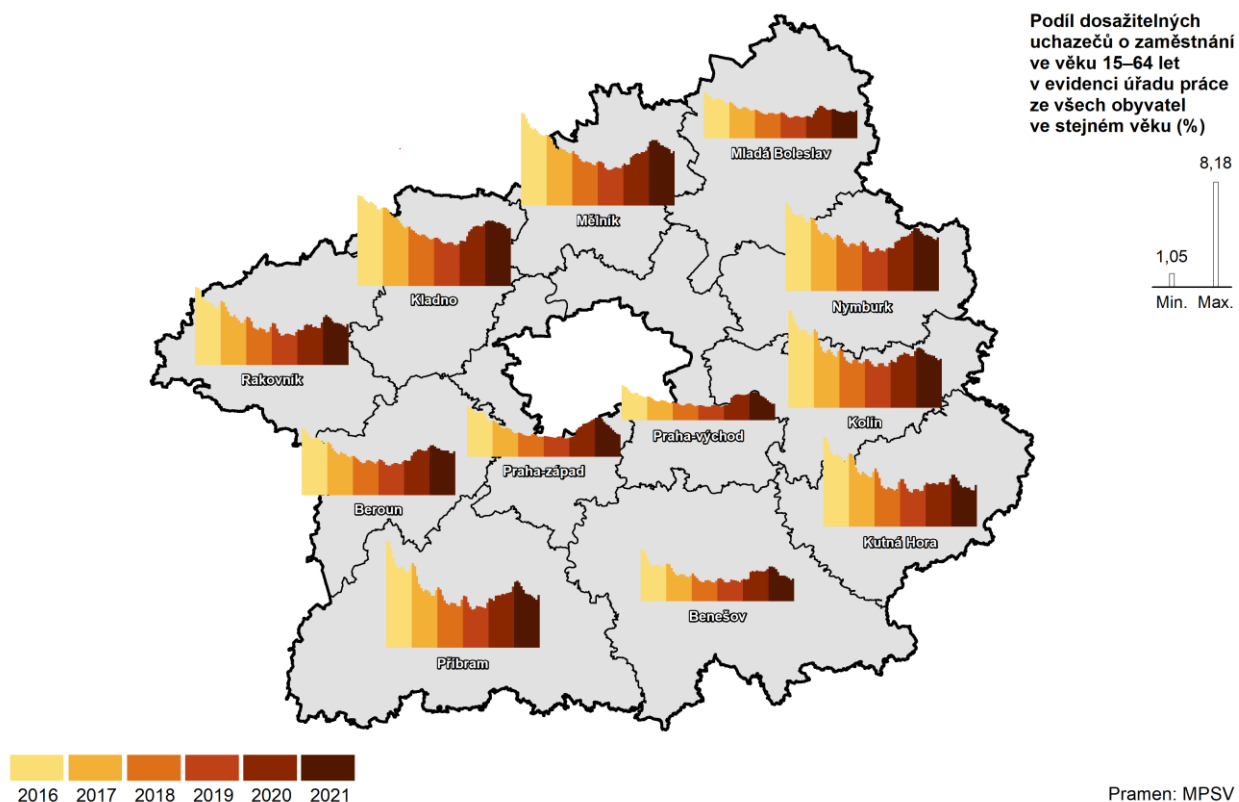 Podíl dosažitelných
uchazečů o zaměstnání
ve věku 15–64 let
v evidenci úřadu práce
ze všech obyvatel
ve stejném věku (%)
8,18
1,05
Min. Max.
Mladá Boleslav
Mělník
Kladno
Nymburk
Rakovník
Kolín
Praha-východ
Praha-západ
Beroun
Kutná Hora
Benešov
Příbram
2016 2017 2018 2019 2020 2021
Pramen: MPSV